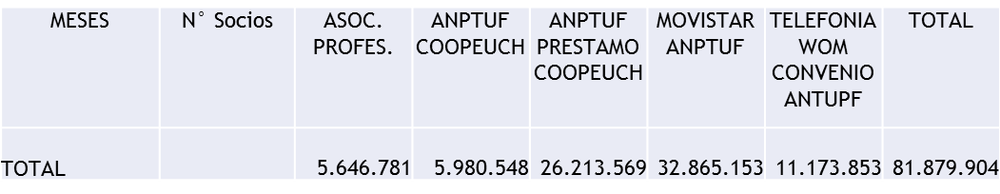 MESES N° Socios ASOC. PROFES. ANPTUF COOPEUCH ANPTUF PRESTAMO COOPEUCH MOVISTAR ANPTUF TELEFONIA WOM CONVENIO ANTUPF TOTAL
TOTAL 5.646.781 5.980.548 26.213.569 32.865.153 11.173.853 81.879.904